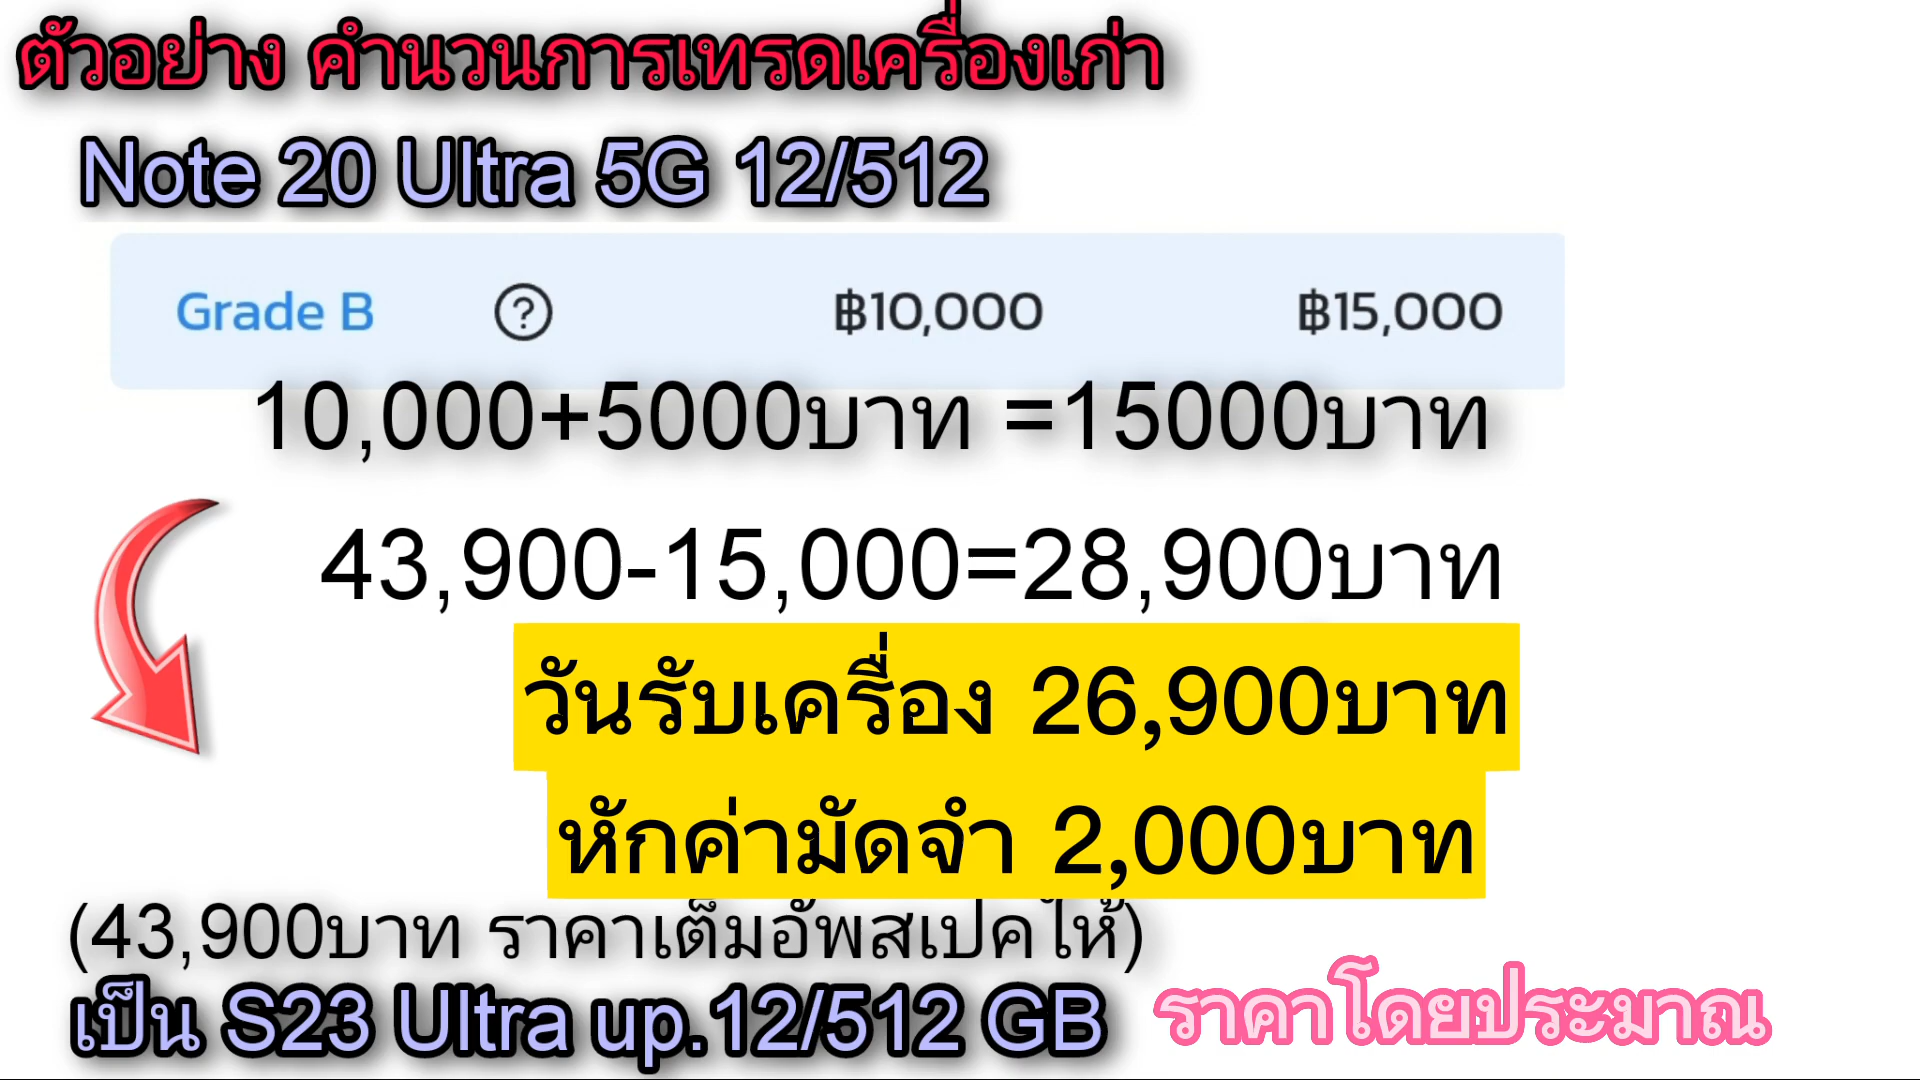 ตัวอย่าง คำนวนการเทรดเครื่องเก่า
Note 20 Ultra 5G 12/512
Grade B ? ฿10,000 ฿15,000
10,000+5000บาท =15000บาท
43,900-15,000=28,900บาท
วันรับเครื่อง 26,900บาท
หักค่ามัดจำ 2,000บาท
(43,900บาท ราคาเต็มอัพสเปคให้)
เป็น S23 Ultra up.12/512 GB ราคาโดยประมาณ